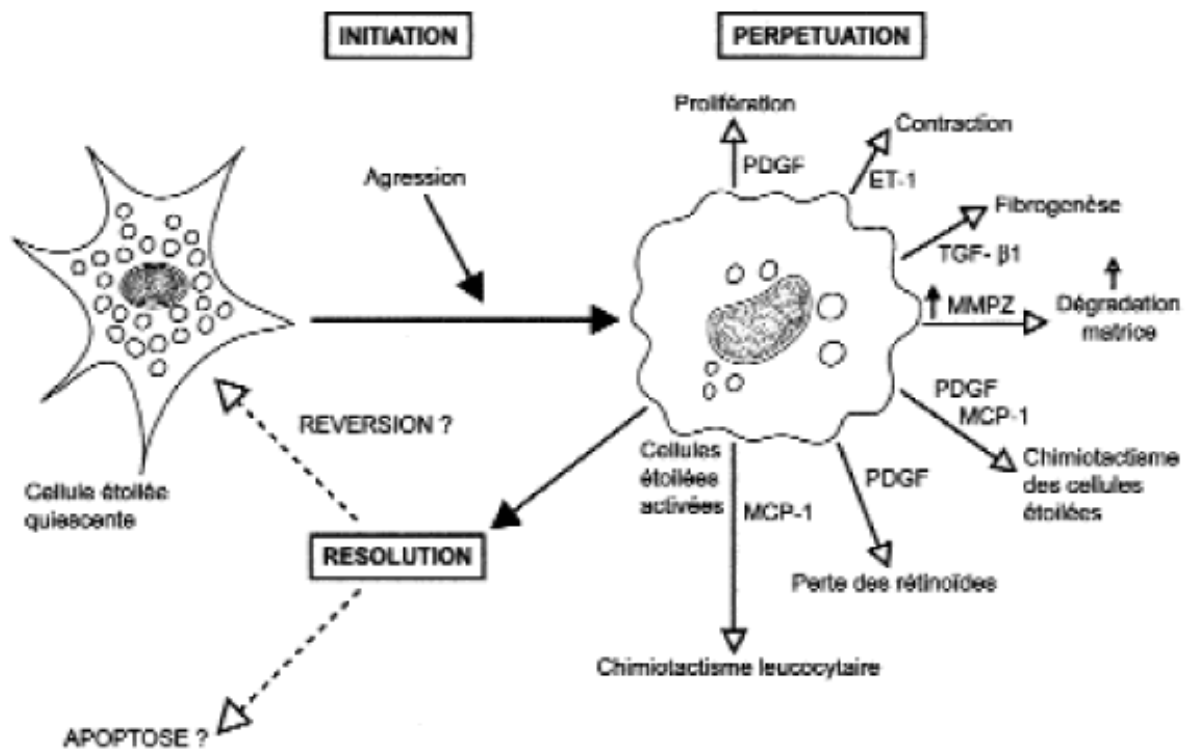 INITIATION
PERPETUATION
Prolifération
Contraction
PDGF
ET-1
Agression
Fibrogenèse
TGF- β1
MMPZ
Dégradation
matrice
PDGF
MCP-1
REVERSION ?
Cellules
étoilées
activées
Chimiotactisme
des cellules
étoilées
PDGF
Cellule étoilée
quiescente
MCP-1
RESOLUTION
Perte des rétinoïdes
Chimiotactisme leucocytaire
APOPTOSE ?